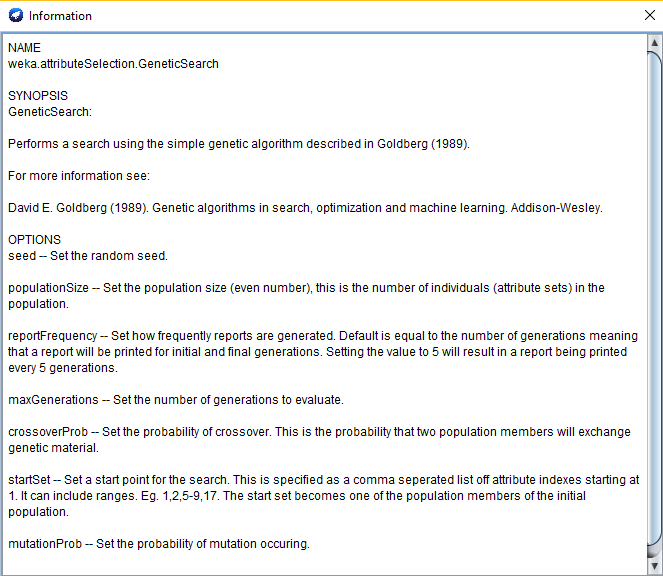 Information
NAME
weka.attributeSelection.GeneticSearch
SYNOPSIS
GeneticSearch:
Performs a search using the simple genetic algorithm described in Goldberg (1989).
For more information see:
David E. Goldberg (1989). Genetic algorithms in search, optimization and machine learning. Addison-Wesley.
OPTIONS
seed -- Set the random seed.
populationSize -- Set the population size (even number), this is the number of individuals (attribute sets) in the
population.
reportFrequency -- Set how frequently reports are generated. Default is equal to the number of generations meaning
that a report will be printed for initial and final generations. Setting the value to 5 will result in a report being printed
every 5 generations.
maxGenerations -- Set the number of generations to evaluate.
crossoverProb -- Set the probability of crossover. This is the probability that two population members will exchange
genetic material.
startSet -- Set a start point for the search. This is specified as a comma seperated list off attribute indexes starting at
1. It can include ranges. Eg. 1,2,5-9,17. The start set becomes one of the population members of the initial
population.
mutationProb -- Set the probability of mutation occuring.